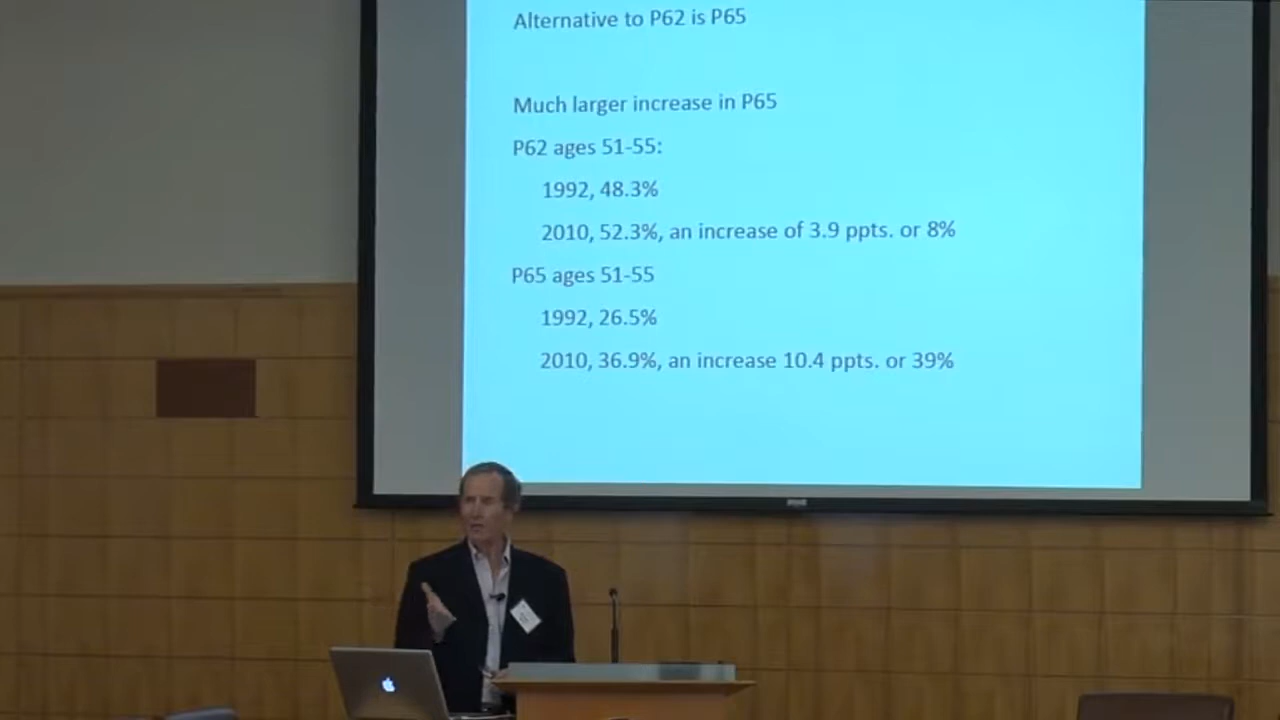 Alternative to P62 is P65
Much larger increase in P65
P62 ages 51-55:
1992, 48.3%
2010, 52.3%, an increase of 3.9 ppts. or 8%
P65 ages 51-55
1992, 26.5%
2010, 36.9%, an increase 10.4 ppts. or 39%